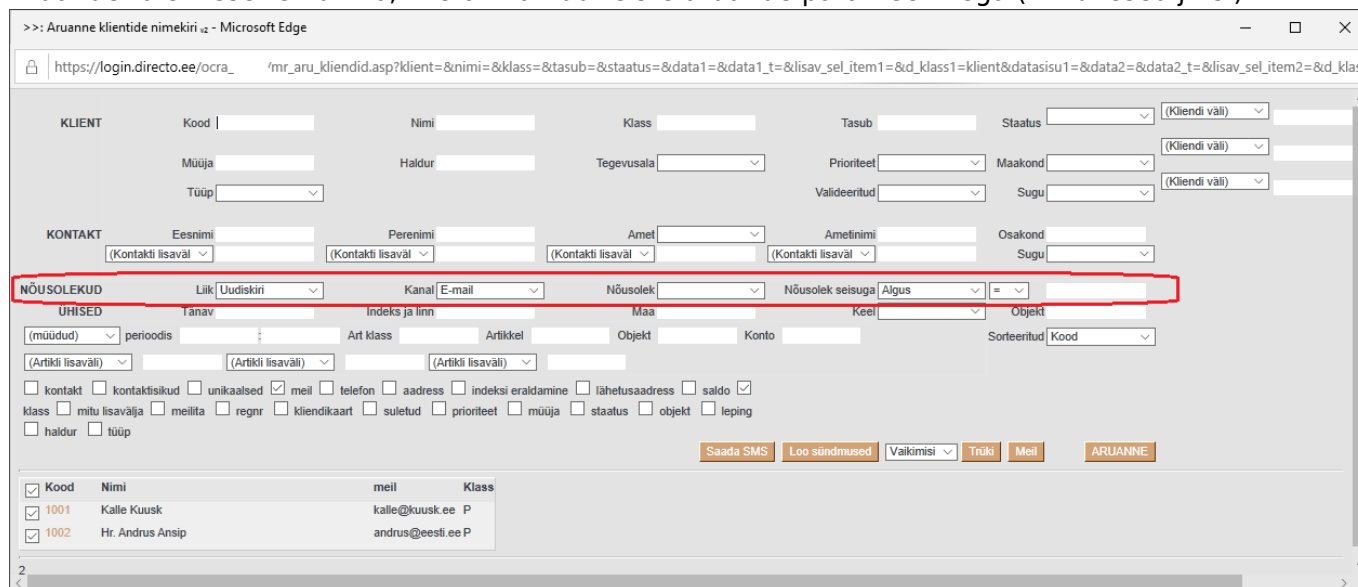 >>: Aruanne klientide nimekiri v2 - Microsoft Edge
https://login.directo.ee/ocra_ /mr_aru_kliendid.asp?klient=&nimi=&klass=&tasub=&staatus=&data1=&data1_t=&lisav_sel_item1=&d_klass1=klient&datasisu1=&data2=&data2_t=&lisav_sel_item2=&d_klas
KLIENT Kood Nimi Klass Tasub Staatus (Kliendi väli)
(Kliendi väli)
Müüja Haldur Tegevusala Prioriteet Maakond
(Kliendi väli)
Tüüp Valideeritud Sugu
KONTAKT Eesnimi Perenimi Amet Ametinimi Osakond
(Kontakti lisaväl (Kontakti lisaväl (Kontakti lisaväl (Kontakti lisaväl Sugu
NÕUSOLEKUD Liik Uudiskiri Kanal E-mail Nõusolek Nõusolek seisuga Algus =
ÜHISED Tänav Indeks ja linn Maa Keel Objekt
(müüdud) perioodis : Art klass Artikkel Objekt Konto Sorteeritud Kood
(Artikli lisaväli) (Artikli lisaväli) (Artikli lisaväli)
kontakt kontaktisikud unikaalsed meil telefon aadress indeksi eraldamine lähetusaadress saldo
klass mitu lisavälja meilita regnr kliendikaart suletud prioriteet müüja staatus objekt leping
haldur tüüp
Saada SMS Loo sündmused Vaikimisi Trüki Meil ARUANNE
Kood Nimi meil Klass
1001 Kalle Kuusk kalle@kuusk.ee P
1002 Hr. Andrus Ansip andrus@eesti.ee P
2